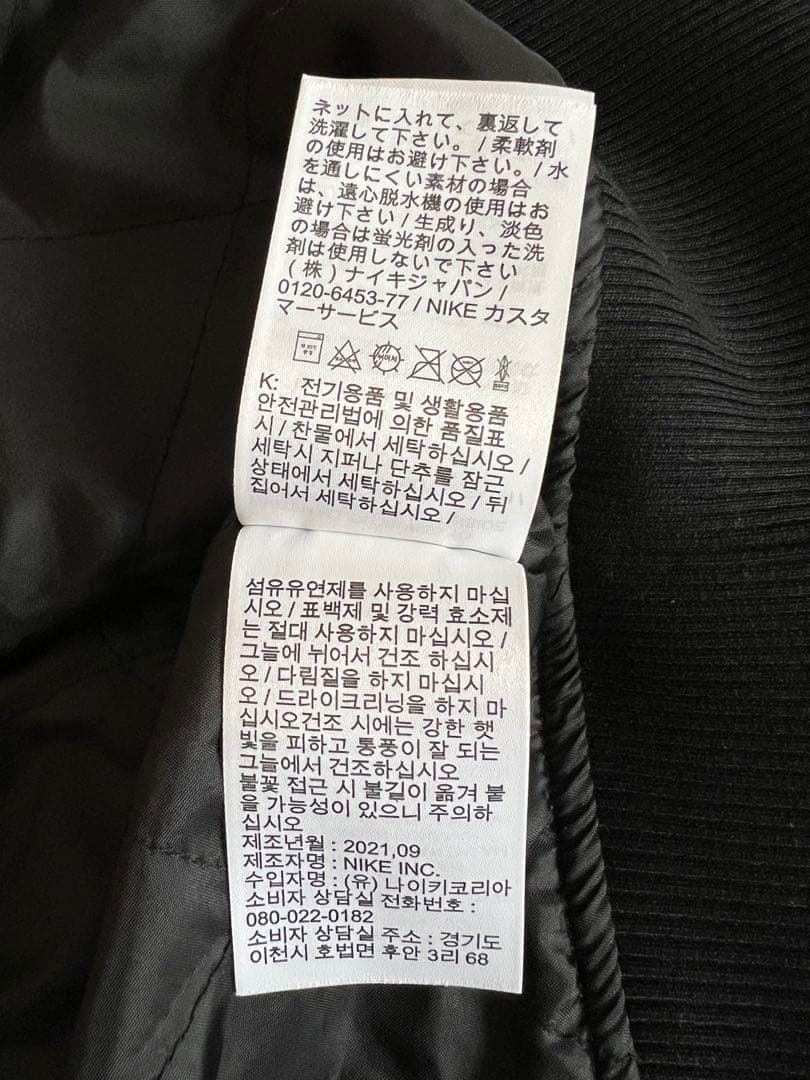 ネットに入れて、裏返して
洗濯して下さい。/ 柔軟剤
の使用はお避け下さい。/ 水
を通しにくい素材の場合
は、遠心脱水機の使用はお
避け下さい / 生成り、淡色
の場合は蛍光剤の入った洗
剤は使用しないで下さい
(株) ナイキジャパン /
0120-6453-77 / NIKE カスタ
マーサービス
K: 전기용품 및 생활용품
안전관리법에 의한 품질표
시 / 찬물에서 세탁하십시오 /
세탁시 지퍼나 단추를 잠근
상태에서 세탁하십시오 / 뒤
집어서 세탁하십시오 /
섬유유연제를 사용하지 마십
시오 / 표백제 및 강력 효소제
는 절대 사용하지 마십시오 /
그늘에 뉘어서 건조 하십시
오 / 다림질을 하지 마십시
오 / 드라이크리닝을 하지 마
십시오건조 시에는 강한 햇
빛을 피하고 통풍이 잘 되는
그늘에서 건조하십시오
불꽃 접근 시 불길이 옮겨 붙
을 가능성이 있으니 주의하
십시오
제조년월 : 2021,09
제조자명 : NIKE INC.
수입자명 : (유) 나이키코리아
소비자 상담실 전화번호 :
080-022-0182
소비자 상담실 주소 : 경기도
이천시 호법면 후안 3리 68